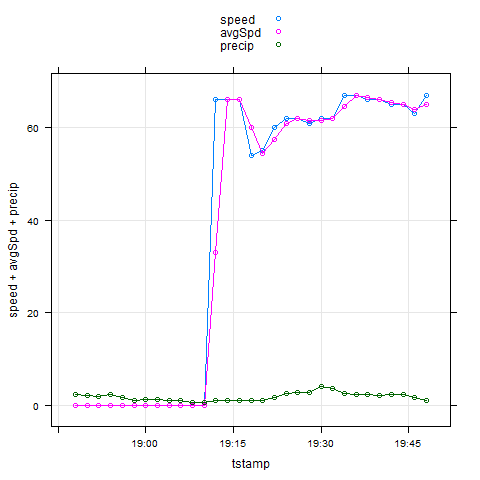 speed
avgSpd
precip
60
40
20
0
speed + avgSpd + precip
19:00 19:15 19:30 19:45
tstamp